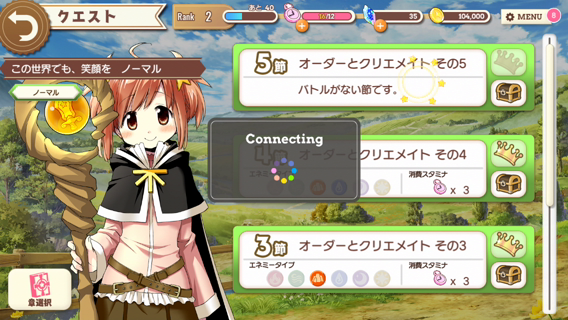 クエスト
Rank 2
あと 40
16/12
35
104,000
MENU
8
この世界でも、笑顔を ノーマル
ノーマル
章選択
5節 オーダーとクリエメイト その5
バトルがない節です。
Connecting
オーダーとクリエメイト その4
消費スタミナ
x 3
3節 オーダーとクリエメイト その3
エネミータイプ
消費スタミナ
x 3